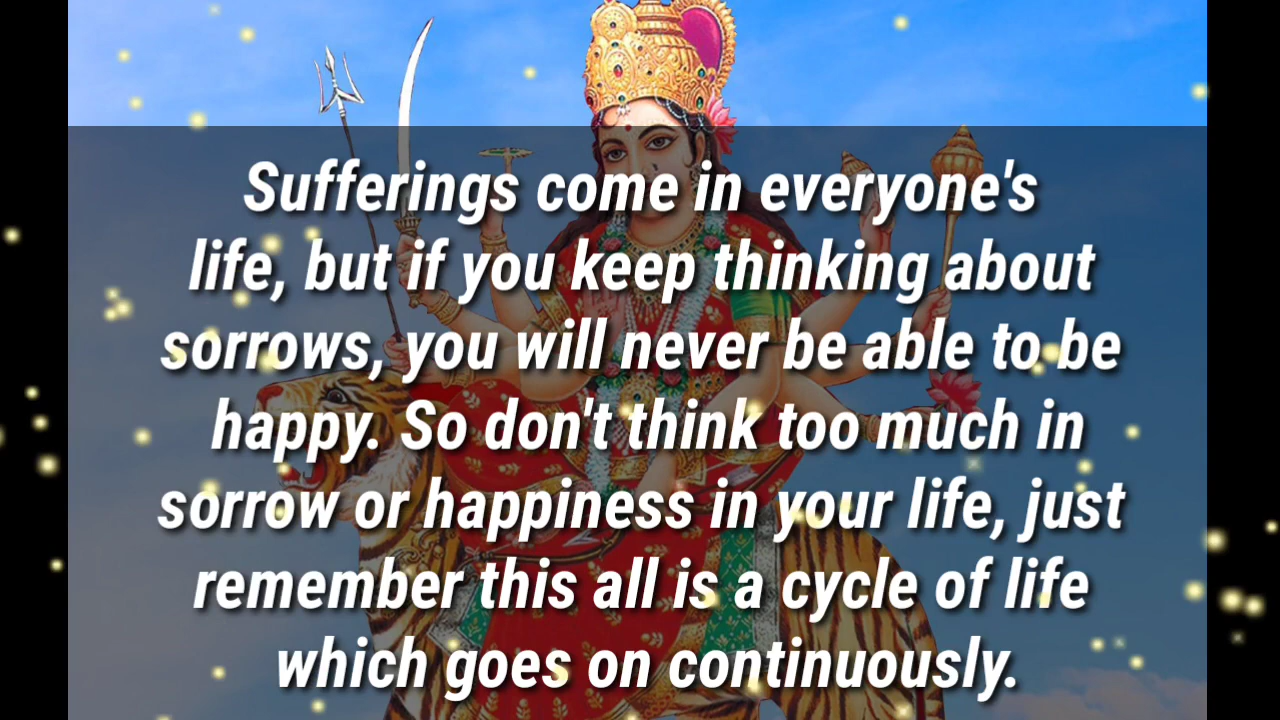 Sufferings come in everyone's
life, but if you keep thinking about
sorrows, you will never be able to be
happy. So don't think too much in
sorrow or happiness in your life, just
remember this all is a cycle of life
which goes on continuously.